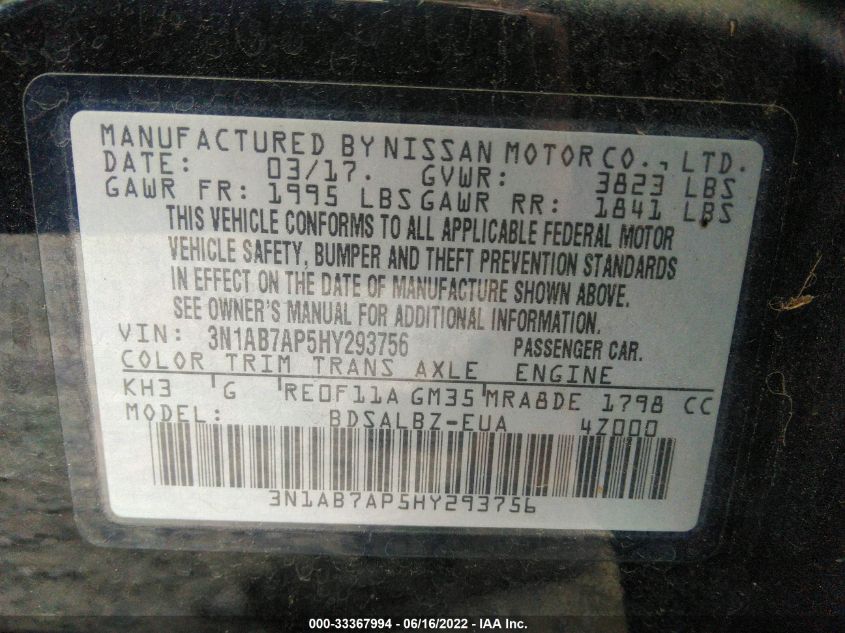 MANUFACTURED BY NISSAN MOTOR CO., LTD.
DATE: 03/17. GVWR: 3823 LBS
GAWR FR: 1995 LBS GAWR RR: 1841 LBS
THIS VEHICLE CONFORMS TO ALL APPLICABLE FEDERAL MOTOR
VEHICLE SAFETY, BUMPER AND THEFT PREVENTION STANDARDS
IN EFFECT ON THE DATE OF MANUFACTURE SHOWN ABOVE.
SEE OWNER'S MANUAL FOR ADDITIONAL INFORMATION.
VIN: 3N1AB7AP5HY293756 PASSENGER CAR.
COLOR TRIM TRANS AXLE ENGINE
KH3 G RE0F11A GM35 MRA8DE 1798 CC
MODEL: BDSALBZ-EUA 4Z000
3N1AB7AP5HY293756
000-33367994 - 06/16/2022 - IAA Inc.